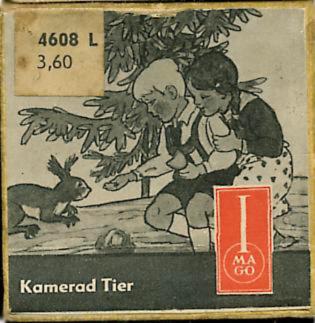 4608 L
3,60
I
MA
GO
Kamerad Tier